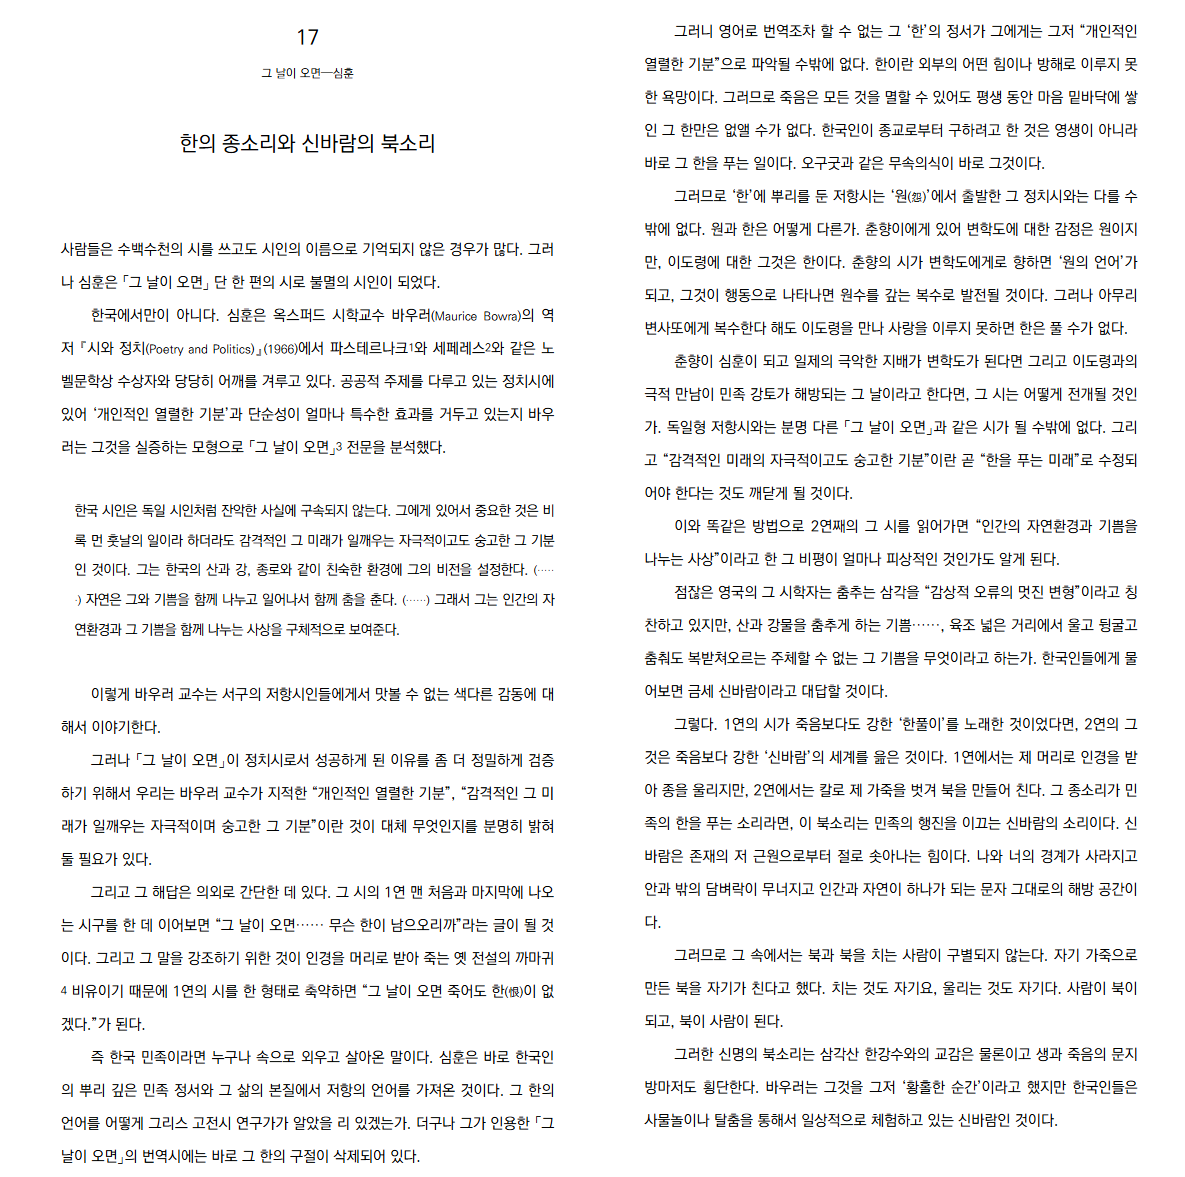 17
그 날이 오면—심훈
한의 종소리와 신바람의 북소리
사람들은 수백수천의 시를 쓰고도 시인의 이름으로 기억되지 않은 경우가 많다. 그러
나 심훈은 「그 날이 오면」 단 한 편의 시로 불멸의 시인이 되었다.
한국에서만이 아니다. 심훈은 옥스퍼드 시학교수 바우러(Maurice Bowra)의 역
저 『시와 정치(Poetry and Politics)』(1966)에서 파스테르나크1와 세페레스2와 같은 노
벨문학상 수상자와 당당히 어깨를 겨루고 있다. 공공적 주제를 다루고 있는 정치시에
있어 ‘개인적인 열렬한 기분’과 단순성이 얼마나 특수한 효과를 거두고 있는지 바우
러는 그것을 실증하는 모형으로 「그 날이 오면」3 전문을 분석했다.
한국 시인은 독일 시인처럼 잔악한 사실에 구속되지 않는다. 그에게 있어서 중요한 것은 비
록 먼 훗날의 일이라 하더라도 감격적인 그 미래가 일깨우는 자극적이고도 숭고한 그 기분
인 것이다. 그는 한국의 산과 강, 종로와 같이 친숙한 환경에 그의 비전을 설정한다. (·····
·) 자연은 그와 기쁨을 함께 나누고 일어나서 함께 춤을 춘다. (······) 그래서 그는 인간의 자
연환경과 그 기쁨을 함께 나누는 사상을 구체적으로 보여준다.
이렇게 바우러 교수는 서구의 저항시인들에게서 맛볼 수 없는 색다른 감동에 대
해서 이야기한다.
그러나 「그 날이 오면」이 정치시로서 성공하게 된 이유를 좀 더 정밀하게 검증
하기 위해서 우리는 바우러 교수가 지적한 “개인적인 열렬한 기분”, “감격적인 그 미
래가 일깨우는 자극적이며 숭고한 그 기분”이란 것이 대체 무엇인지를 분명히 밝혀
둘 필요가 있다.
그리고 그 해답은 의외로 간단한 데 있다. 그 시의 1연 맨 처음과 마지막에 나오
는 시구를 한 데 이어보면 “그 날이 오면······ 무슨 한이 남으오리까”라는 글이 될 것
이다. 그리고 그 말을 강조하기 위한 것이 인경을 머리로 받아 죽는 옛 전설의 까마귀
4 비유이기 때문에 1연의 시를 한 형태로 축약하면 “그 날이 오면 죽어도 한(恨)이 없
겠다.”가 된다.
즉 한국 민족이라면 누구나 속으로 외우고 살아온 말이다. 심훈은 바로 한국인
의 뿌리 깊은 민족 정서와 그 삶의 본질에서 저항의 언어를 가져온 것이다. 그 한의
언어를 어떻게 그리스 고전시 연구가가 알았을 리 있겠는가. 더구나 그가 인용한 「그
날이 오면」의 번역시에는 바로 그 한의 구절이 삭제되어 있다.
그러니 영어로 번역조차 할 수 없는 그 ‘한’의 정서가 그에게는 그저 “개인적인
열렬한 기분”으로 파악될 수밖에 없다. 한이란 외부의 어떤 힘이나 방해로 이루지 못
한 욕망이다. 그러므로 죽음은 모든 것을 멸할 수 있어도 평생 동안 마음 밑바닥에 쌓
인 그 한만은 없앨 수가 없다. 한국인이 종교로부터 구하려고 한 것은 영생이 아니라
바로 그 한을 푸는 일이다. 오구굿과 같은 무속의식이 바로 그것이다.
그러므로 ‘한’에 뿌리를 둔 저항시는 ‘원(怨)’에서 출발한 그 정치시와는 다를 수
밖에 없다. 원과 한은 어떻게 다른가. 춘향이에게 있어 변학도에 대한 감정은 원이지
만, 이도령에 대한 그것은 한이다. 춘향의 시가 변학도에게로 향하면 ‘원의 언어’가
되고, 그것이 행동으로 나타나면 원수를 갚는 복수로 발전될 것이다. 그러나 아무리
변사또에게 복수한다 해도 이도령을 만나 사랑을 이루지 못하면 한은 풀 수가 없다.
춘향이 심훈이 되고 일제의 극악한 지배가 변학도가 된다면 그리고 이도령과의
극적 만남이 민족 강토가 해방되는 그 날이라고 한다면, 그 시는 어떻게 전개될 것인
가. 독일형 저항시와는 분명 다른 「그 날이 오면」과 같은 시가 될 수밖에 없다. 그리
고 “감격적인 미래의 자극적이고도 숭고한 기분”이란 곧 “한을 푸는 미래”로 수정되
어야 한다는 것도 깨닫게 될 것이다.
이와 똑같은 방법으로 2연째의 그 시를 읽어가면 “인간의 자연환경과 기쁨을
나누는 사상”이라고 한 그 비평이 얼마나 피상적인 것인가도 알게 된다.
점잖은 영국의 그 시학자는 춤추는 삼각을 “감상적 오류의 멋진 변형”이라고 칭
찬하고 있지만, 산과 강물을 춤추게 하는 기쁨······, 육조 넓은 거리에서 울고 뒹굴고
춤춰도 복받쳐오르는 주체할 수 없는 그 기쁨을 무엇이라고 하는가. 한국인들에게 물
어보면 금세 신바람이라고 대답할 것이다.
그렇다. 1연의 시가 죽음보다도 강한 ‘한풀이’를 노래한 것이었다면, 2연의 그
것은 죽음보다 강한 ‘신바람’의 세계를 읊은 것이다. 1연에서는 제 머리로 인경을 받
아 종을 울리지만, 2연에서는 칼로 제 가죽을 벗겨 북을 만들어 친다. 그 종소리가 민
족의 한을 푸는 소리라면, 이 북소리는 민족의 행진을 이끄는 신바람의 소리이다. 신
바람은 존재의 저 근원으로부터 절로 솟아나는 힘이다. 나와 너의 경계가 사라지고
안과 밖의 담벼락이 무너지고 인간과 자연이 하나가 되는 문자 그대로의 해방 공간이
다.
그러므로 그 속에서는 북과 북을 치는 사람이 구별되지 않는다. 자기 가죽으로
만든 북을 자기가 친다고 했다. 치는 것도 자기요, 울리는 것도 자기다. 사람이 북이
되고, 북이 사람이 된다.
그러한 신명의 북소리는 삼각산 한강수와의 교감은 물론이고 생과 죽음의 문지
방마저도 횡단한다. 바우러는 그것을 그저 ‘황홀한 순간’이라고 했지만 한국인들은
사물놀이나 탈춤을 통해서 일상적으로 체험하고 있는 신바람인 것이다.